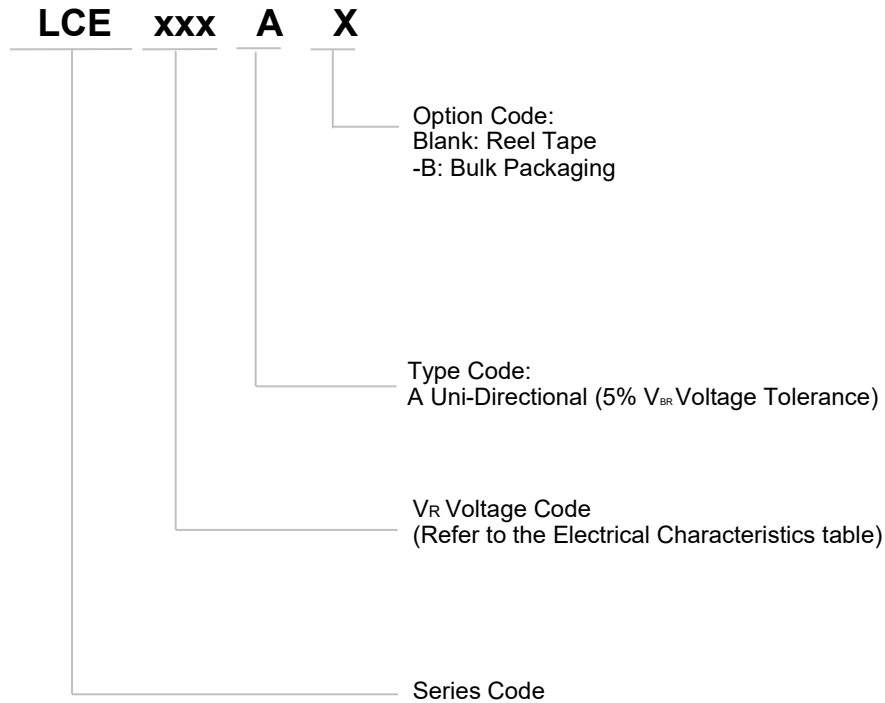 LCE xxx A X
Option Code:
Blank: Reel Tape
-B: Bulk Packaging
Type Code:
A Uni-Directional (5% VBR Voltage Tolerance)
VR Voltage Code
(Refer to the Electrical Characteristics table)
Series Code